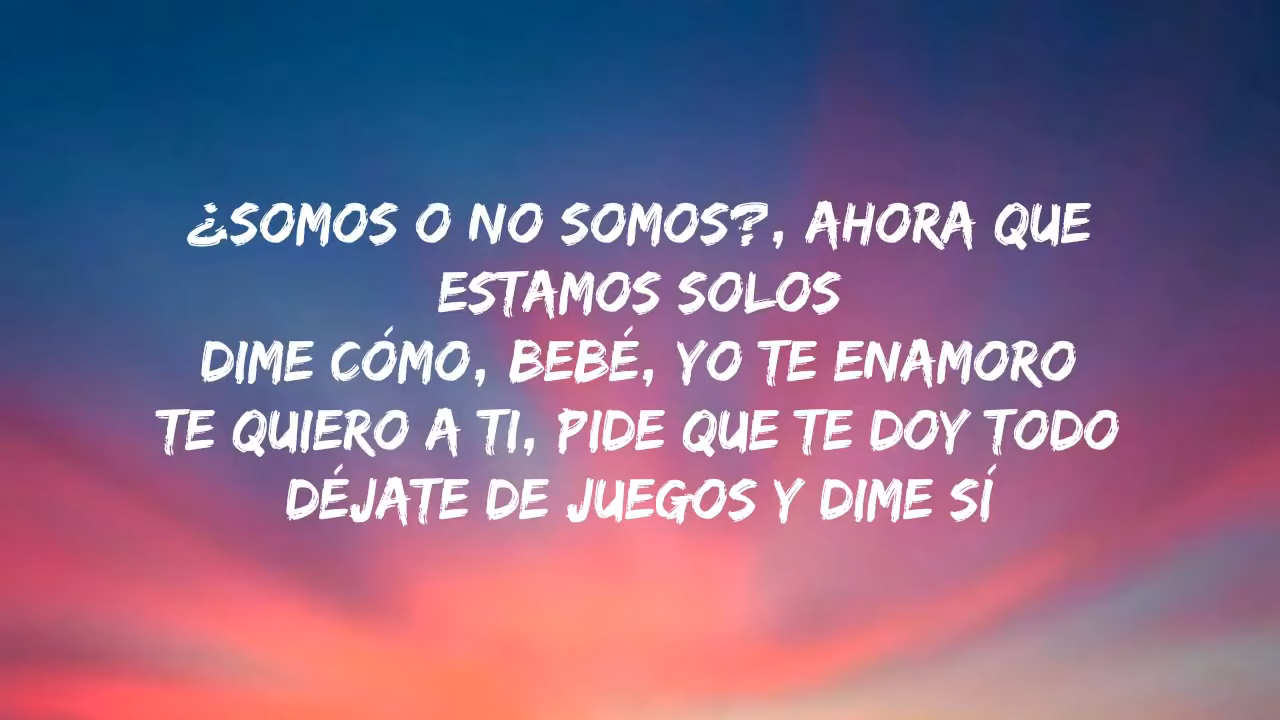 ¿SOMOS O NO SOMOS?, AHORA QUE
ESTAMOS SOLOS
DIME CÓMO, BEBÉ, YO TE ENAMORO
TE QUIERO A TI, PIDE QUE TE DOY TODO
DÉJATE DE JUEGOS Y DIME SÍ